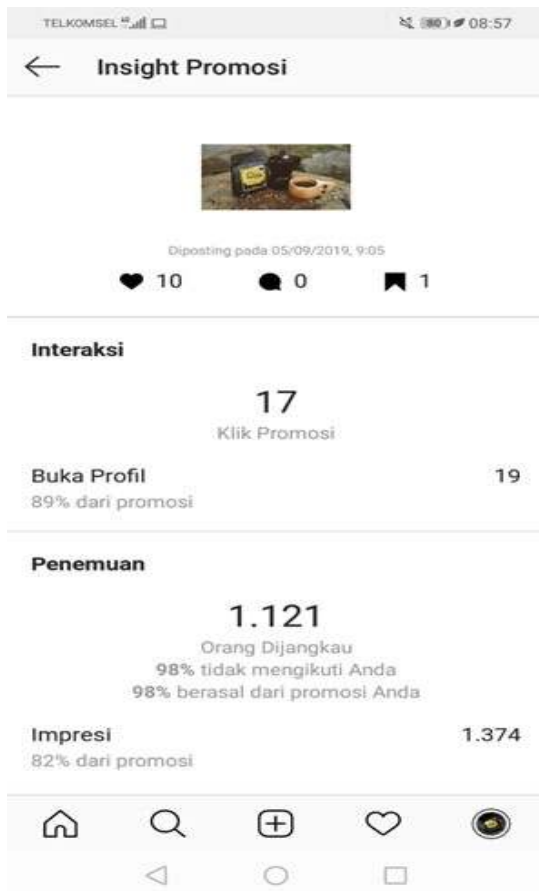 TELKOMSEL
80 08:57
Insight Promosi
Diposting pada 05/09/2019, 9:05
10 0 1
Interaksi
17
Klik Promosi
Buka Profil 19
89% dari promosi
Penemuan
1.121
Orang Dijangkau
98% tidak mengikuti Anda
98% berasal dari promosi Anda
Impresi 1.374
82% dari promosi